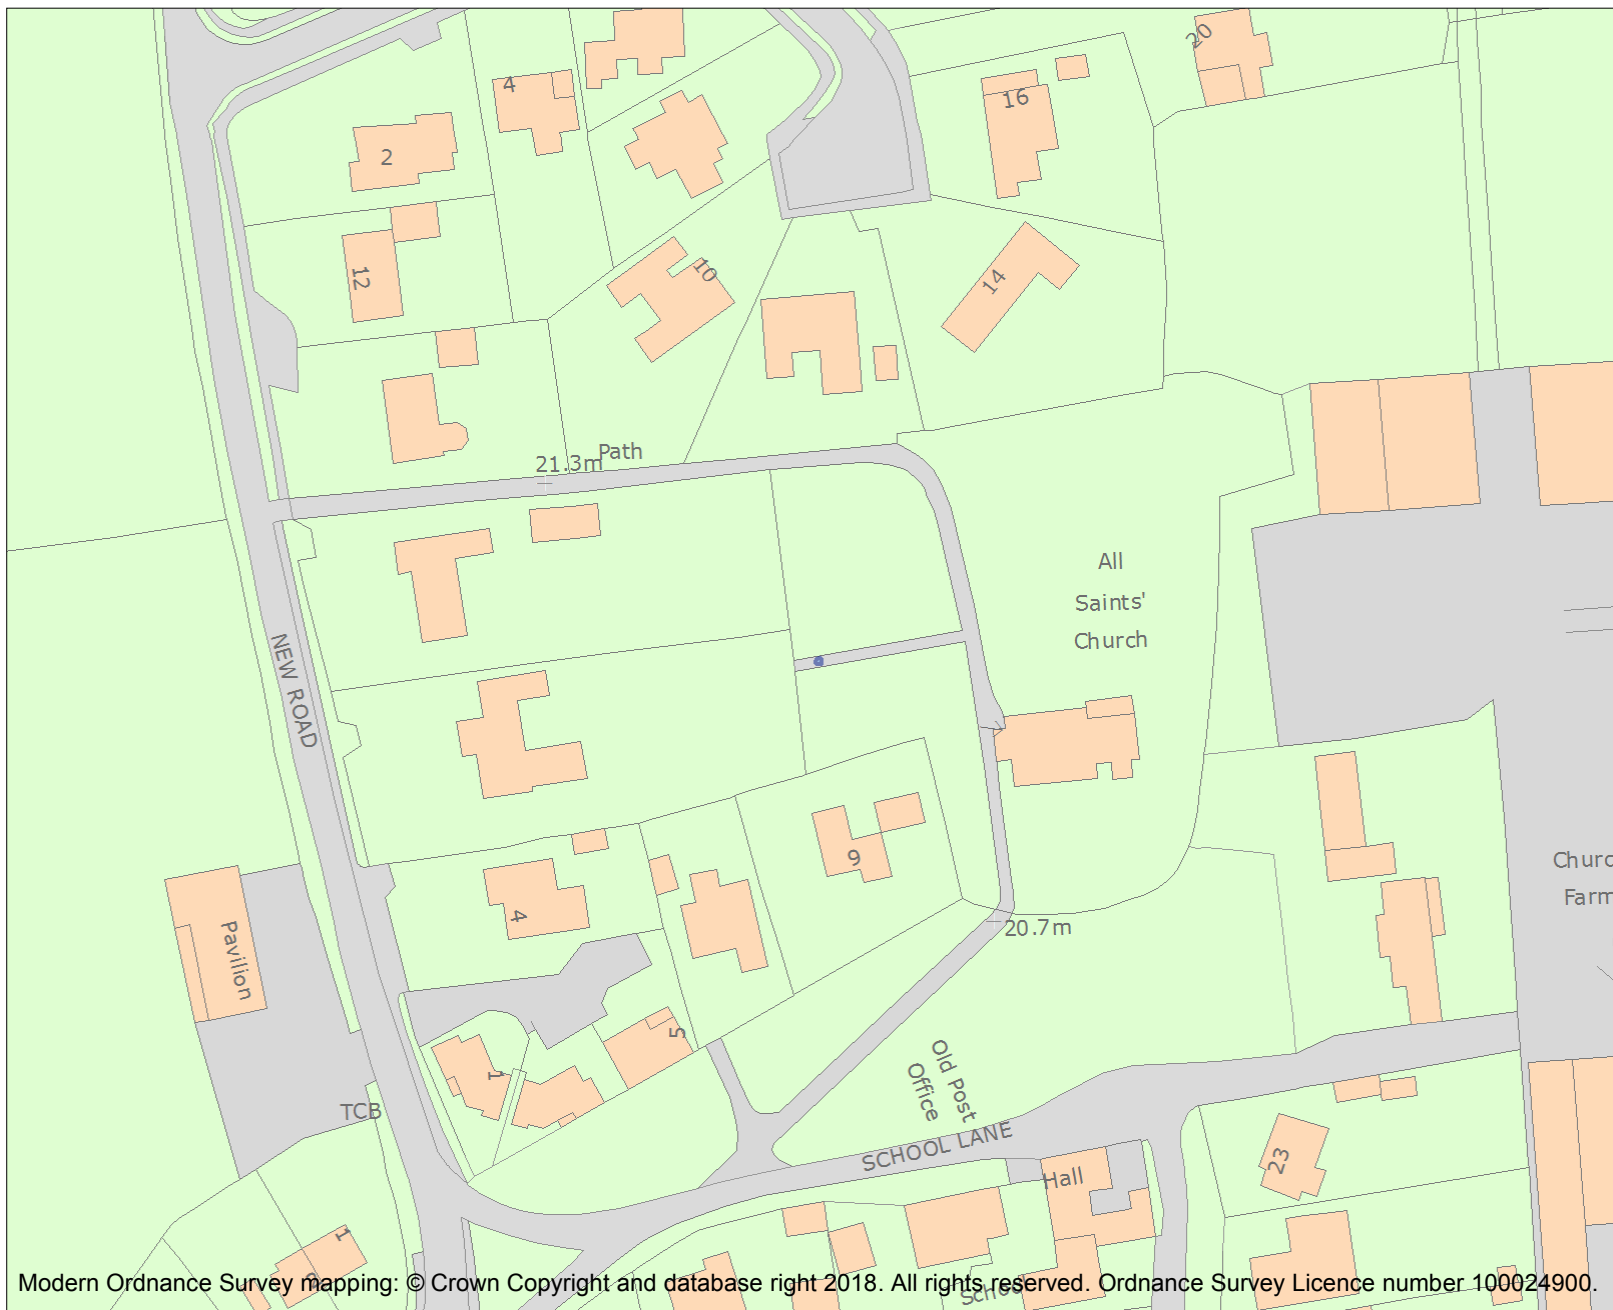 20
4
16
2
12
10
14
Path
21.3m
All
Saints'
Church
NEW ROAD
9
Churc
Farm
4
20.7m
Pavilion
5
1
Old Post
Office
TCB
SCHOOL LANE
23
Hall
1
Modern Ordnance Survey mapping: © Crown Copyright and database right 2018. All rights reserved. Ordnance Survey Licence number 100024900.